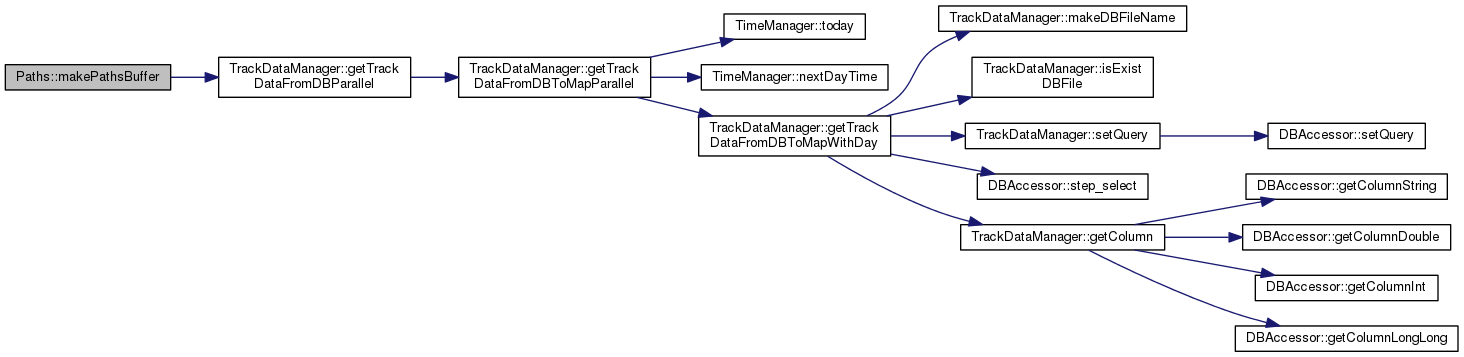 Paths::makePathsBuffer
TrackDataManager::getTrack
DataFromDBParallel
TrackDataManager::getTrack
DataFromDBToMapParallel
TimeManager::today
TimeManager::nextDayTime
TrackDataManager::getTrack
DataFromDBToMapWithDay
TrackDataManager::makeDBFileName
TrackDataManager::isExist
DBFile
TrackDataManager::setQuery
DBAccessor::setQuery
DBAccessor::step_select
TrackDataManager::getColumn
DBAccessor::getColumnString
DBAccessor::getColumnDouble
DBAccessor::getColumnInt
DBAccessor::getColumnLongLong